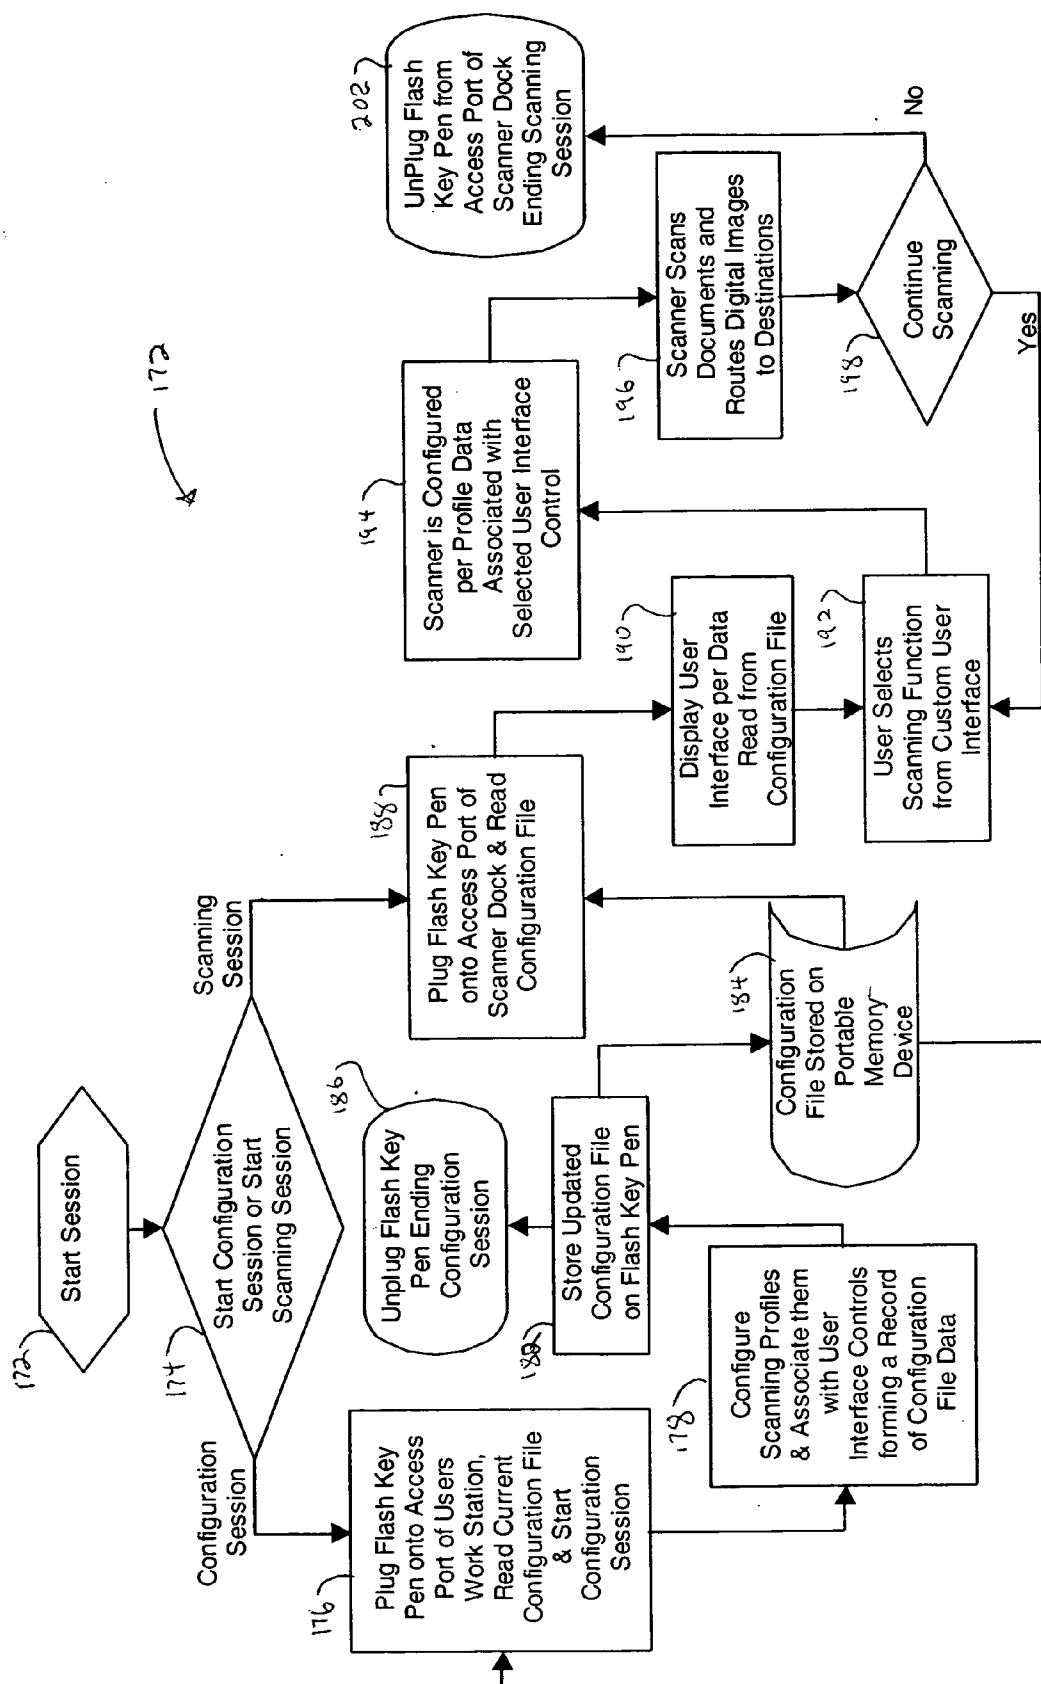 172
172
Start Session
174
Start Configuration
Session or Start
Scanning Session
Configuration
Session
Scanning
Session
176
Plug Flash Key
Pen onto Access
Port of Users
Work Station,
Read Current
Configuration File
& Start
Configuration
Session
178
Configure
Scanning Profiles
& Associate them
with User
Interface Controls
forming a Record
of Configuration
File Data
182
Store Updated
Configuration File
on Flash Key Pen
186
Unplug Flash Key
Pen Ending
Configuration
Session
184
Configuration
File Stored on
Portable
Memory
Device
188
Plug Flash Key Pen
onto Access Port of
Scanner Dock & Read
Configuration File
190
Display User
Interface per Data
Read from
Configuration File
192
User Selects
Scanning Function
from Custom User
Interface
194
Scanner is Configured
per Profile Data
Associated with
Selected User Interface
Control
196
Scanner Scans
Documents and
Routes Digital Images
to Destinations
198
Continue
Scanning
Yes
No
202
UnPlug Flash
Key Pen from
Access Port of
Scanner Dock
Ending Scanning
Session